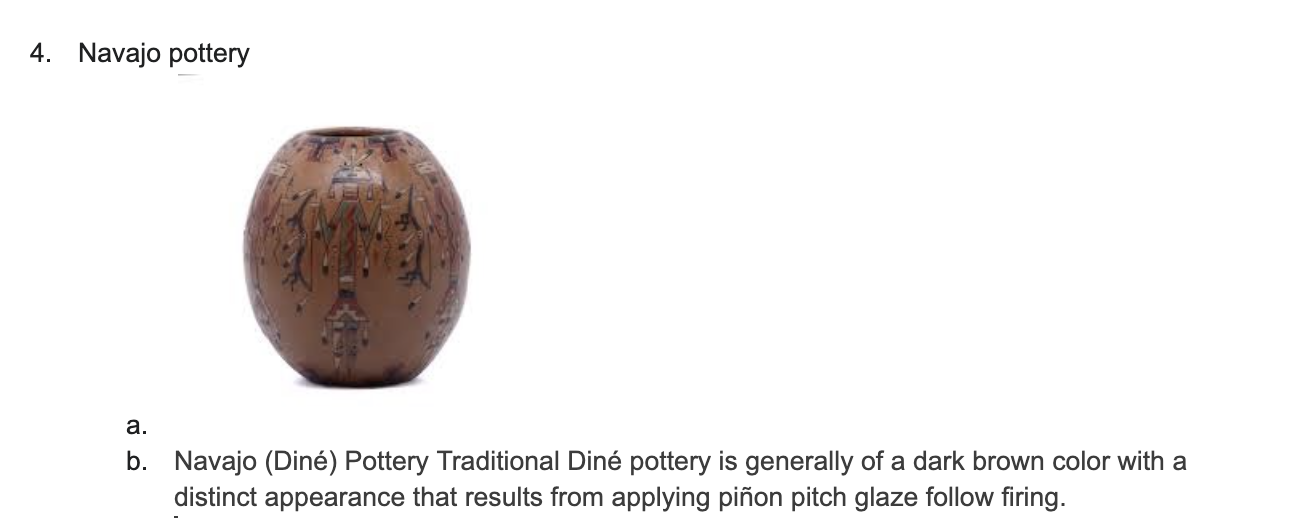 4. Navajo pottery
a.
b. Navajo (Diné) Pottery Traditional Diné pottery is generally of a dark brown color with a
distinct appearance that results from applying piñon pitch glaze follow firing.